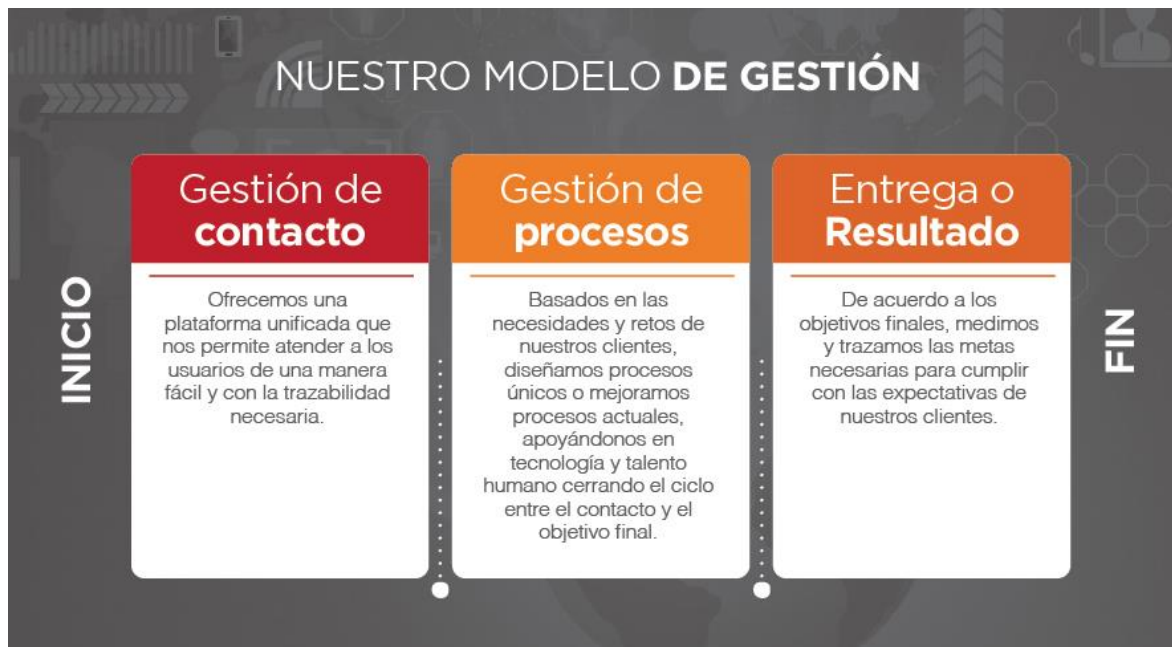 NUESTRO MODELO DE GESTIÓN
INICIO
Gestión de
contacto
Ofrecemos una
plataforma unificada que
nos permite atender a los
usuarios de una manera
fácil y con la trazabilidad
necesaria.
Gestión de
procesos
Basados en las
necesidades y retos de
nuestros clientes,
diseñamos procesos
únicos o mejoramos
procesos actuales,
apoyándonos en
tecnología y talento
humano cerrando el ciclo
entre el contacto y el
objetivo final.
Entrega o
Resultado
De acuerdo a los
objetivos finales, medimos
y trazamos las metas
necesarias para cumplir
con las expectativas de
nuestros clientes.
FIN